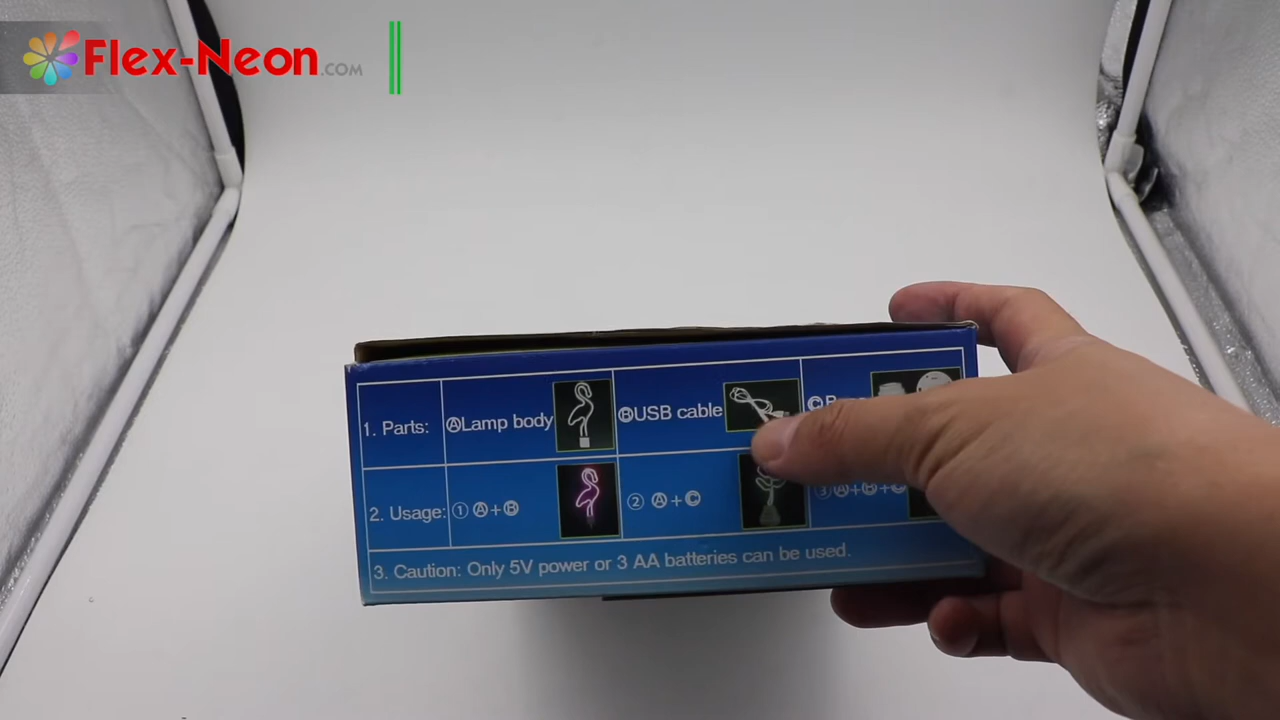 Flex-Neon.COM
1. Parts: ⒶLamp body ⒷUSB cable Ⓒ
2. Usage: ① Ⓐ+Ⓑ ② Ⓐ+Ⓒ ③Ⓐ+Ⓑ+Ⓒ
3. Caution: Only 5V power or 3 AA batteries can be used.